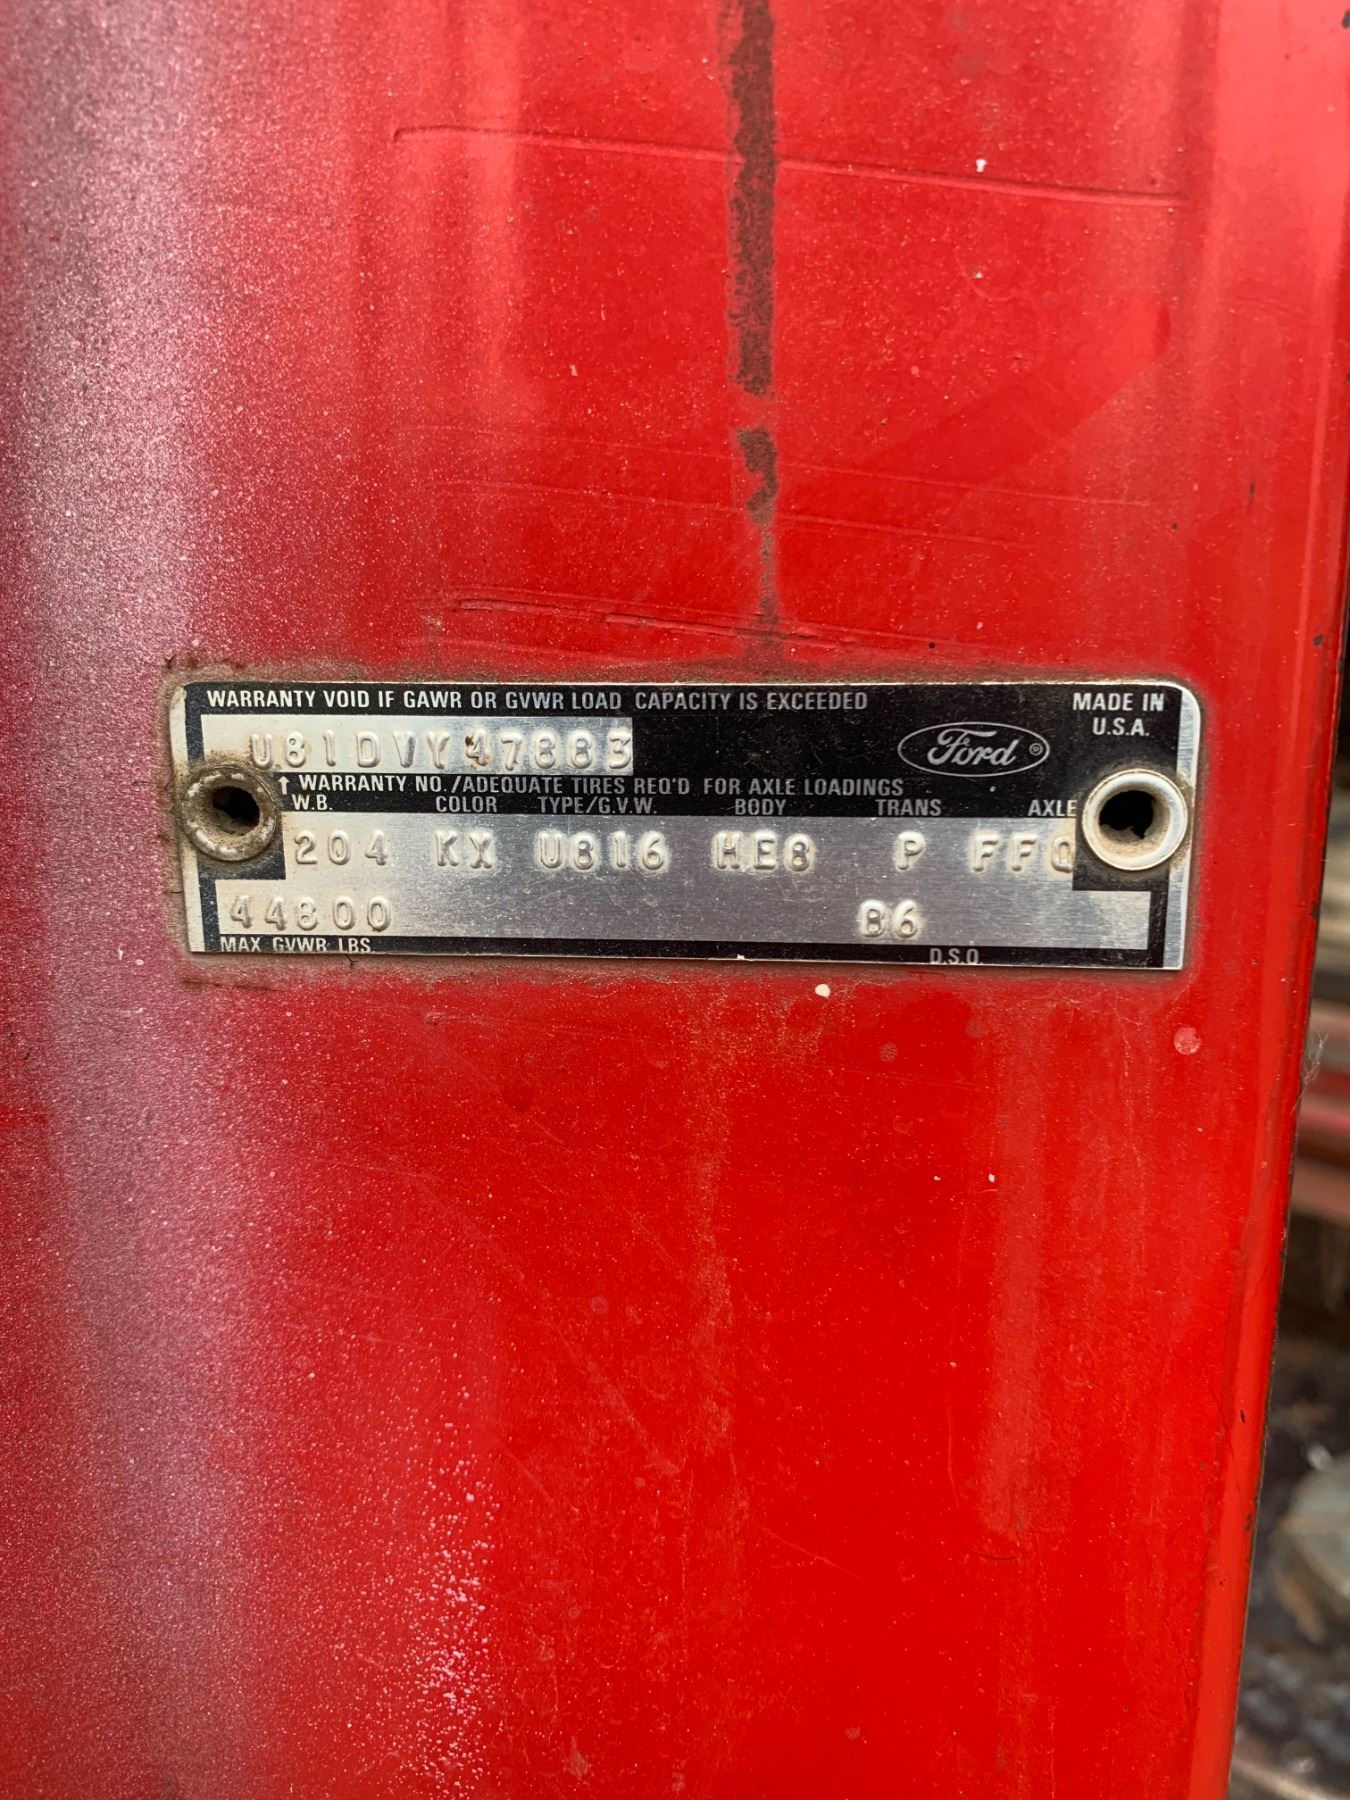 WARRANTY VOID IF GAWR OR GVWR LOAD CAPACITY IS EXCEEDED
MADE IN
U.S.A.
U81DVY47883
Ford ®
↑ WARRANTY NO./ADEQUATE TIRES REQ'D FOR AXLE LOADINGS
W.B. COLOR TYPE/G.V.W. BODY TRANS AXLE
204 KX U816 HE8 P FFQ
44800 B6
MAX GVWR LBS. D.S.O.